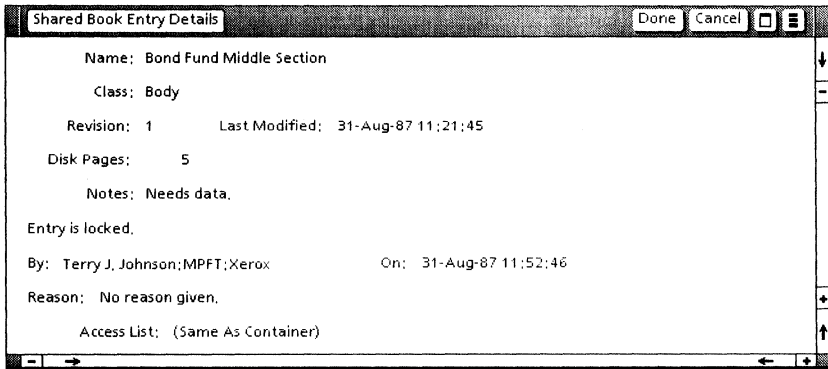 Shared Book Entry Details Done Cancel
Name: Bond Fund Middle Section
Class: Body
Revision: 1 Last Modified: 31-Aug-87 11:21:45
Disk Pages: 5
Notes: Needs data.
Entry is locked.
By: Terry J. Johnson:MPFT:Xerox On: 31-Aug-87 11:52:46
Reason: No reason given.
Access List: (Same As Container)